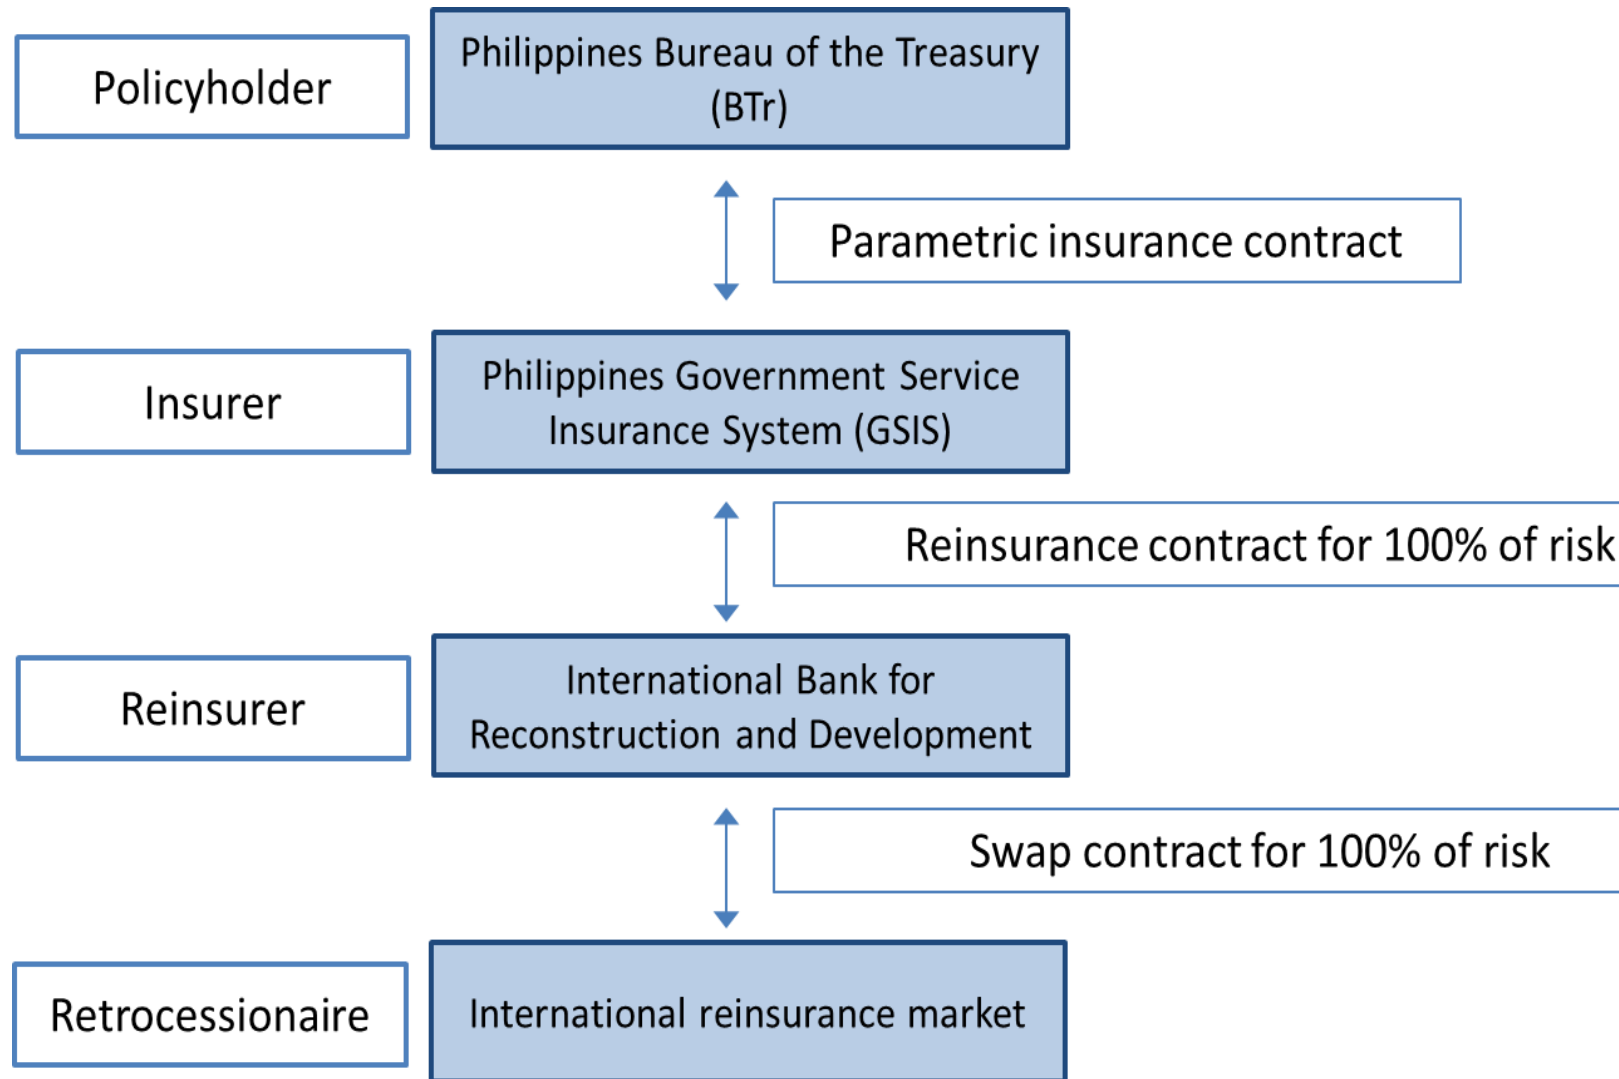 Policyholder
Philippines Bureau of the Treasury
(BTr)
Parametric insurance contract
Insurer
Philippines Government Service
Insurance System (GSIS)
Reinsurance contract for 100% of risk
Reinsurer
International Bank for
Reconstruction and Development
Swap contract for 100% of risk
Retrocessionaire
International reinsurance market